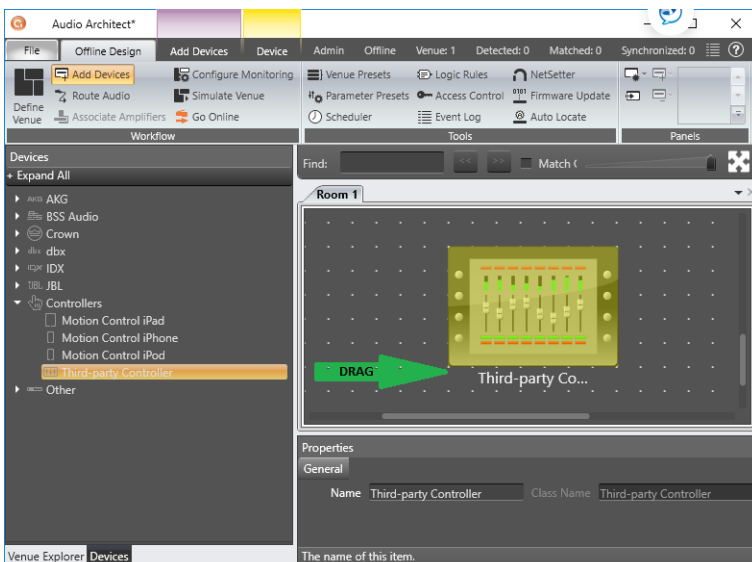 Audio Architect*
File Offline Design Add Devices Device Admin Offline Venue: 1 Detected: 0 Matched: 0 Synchronized: 0
Add Devices Configure Monitoring Venue Presets Logic Rules NetSetter
Define Venue Route Audio Simulate Venue Parameter Presets Access Control Firmware Update
Associate Amplifiers Go Online Scheduler Event Log Auto Locate
Workflow Tools Panels
Devices
+ Expand All
Find: << >> Match
Room 1
AKG AKG
BSS Audio
Crown
dbx dbx
IDX
JBL JBL
Controllers
Motion Control iPad
Motion Control iPhone
Motion Control iPod
Third-party Controller
Other
DRAG
Third-party Co...
Properties
General
Name Third-party Controller Class Name Third-party Controller
Venue Explorer Devices
The name of this item.